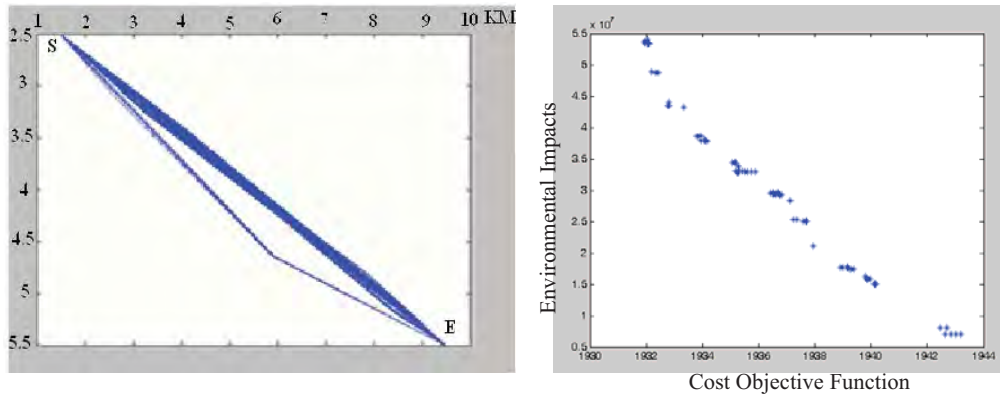 1 2 3 4 5 6 7 8 9 10 KM
2.5
S
3
3.5
4
4.5
5
E
5.5
x 10⁷
5.5
5
4.5
4
3.5
3
2.5
2
1.5
1
0.5
1930 1932 1934 1936 1938 1940 1942 1944
Environmental Impacts
Cost Objective Function